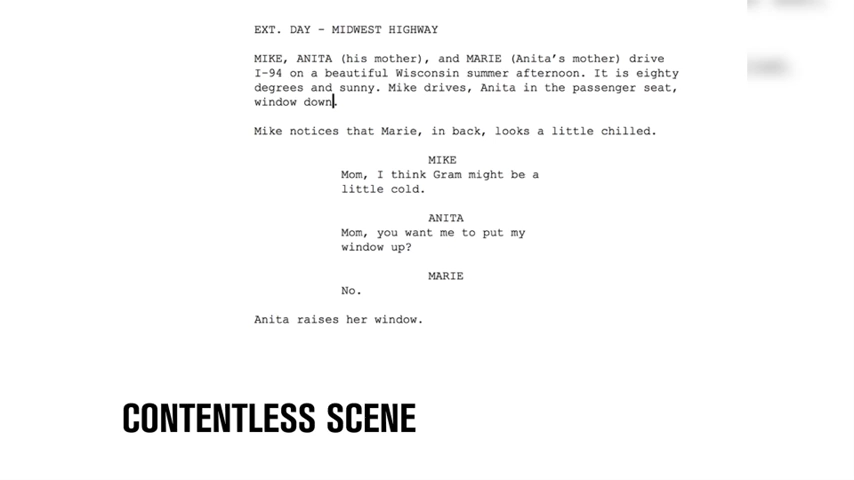 EXT. DAY – MIDWEST HIGHWAY
MIKE, ANITA (his mother), and MARIE (Anita's mother) drive
I-94 on a beautiful Wisconsin summer afternoon. It is eighty
degrees and sunny. Mike drives, Anita in the passenger seat,
window down.
Mike notices that Marie, in back, looks a little chilled.
MIKE
Mom, I think Gram might be a
little cold.
ANITA
Mom, you want me to put my
window up?
MARIE
No.
Anita raises her window.
CONTENTLESS SCENE